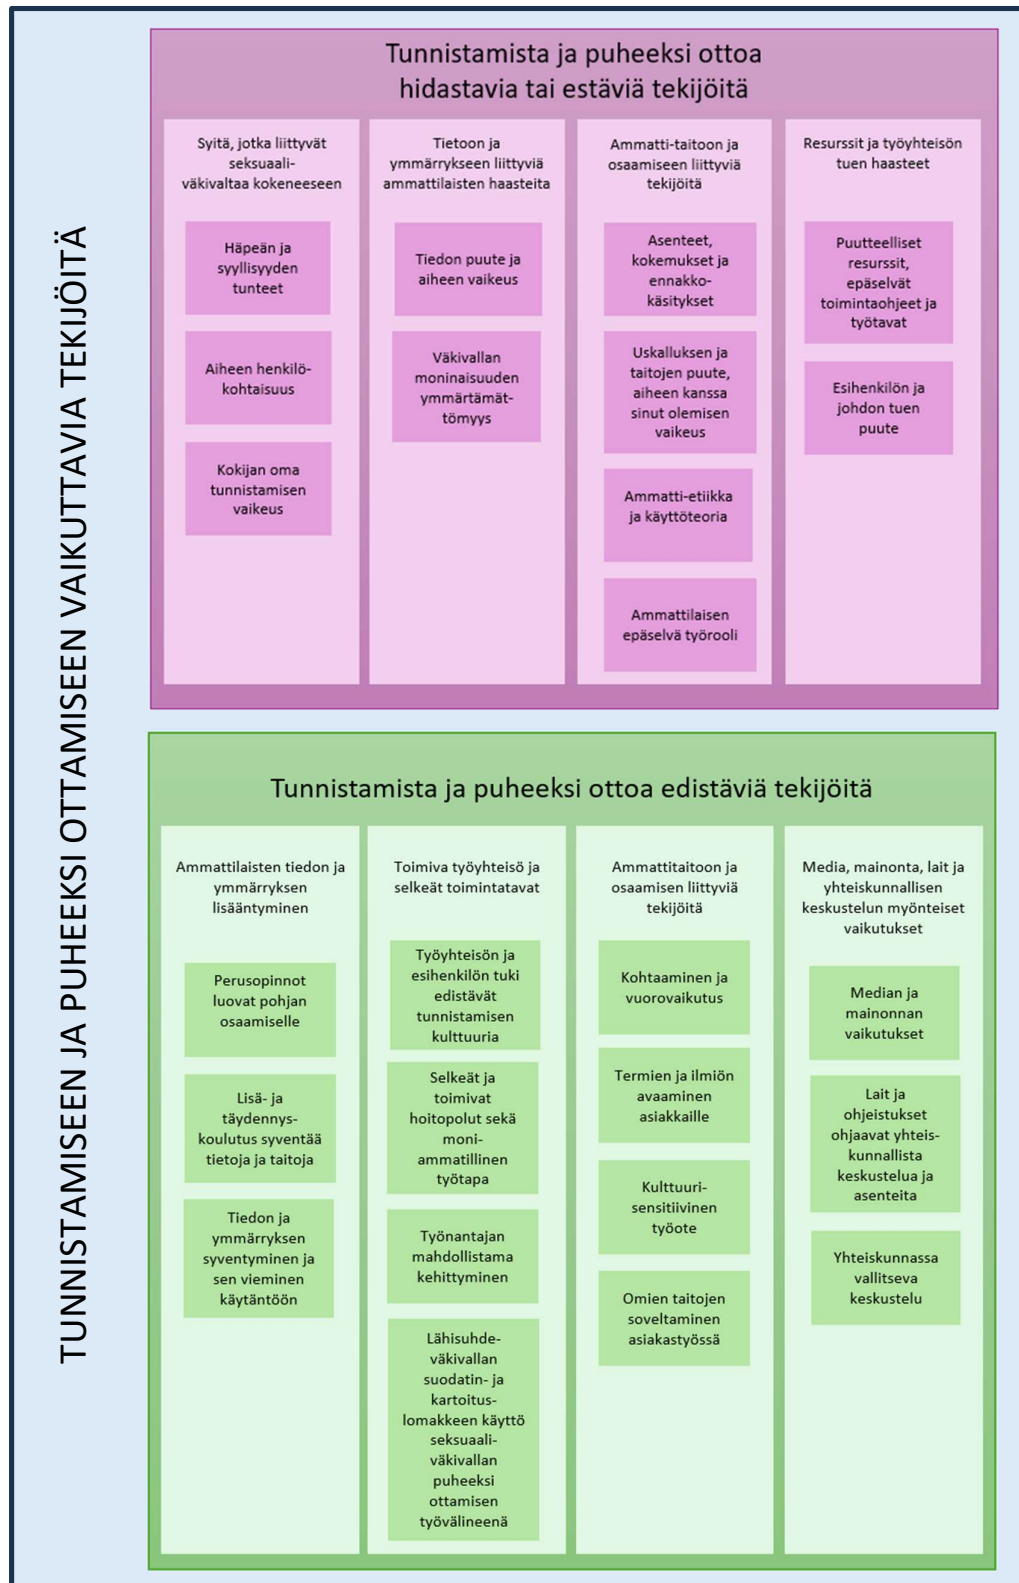 TUNNISTAMISEEN JA PUHEEKSI OTTAMISEEN VAIKUTTAVIA TEKIJÖITÄ
Tunnistamista ja puheeksi ottoa
hidastavia tai estäviä tekijöitä
Syitä, jotka liittyvät
seksuaali-
väkivaltaa kokeneeseen
Häpeän ja
syyllisyyden
tunteet
Aiheen henkilö-
kohtaisuus
Kokijan oma
tunnistamisen
vaikeus
Tietoon ja
ymmärrykseen liittyviä
ammattilaisten haasteita
Tiedon puute ja
aiheen vaikeus
Väkivallan
moninaisuuden
ymmärtämät-
tömyys
Ammatti-taitoon ja
osaamiseen liittyviä
tekijöitä
Asenteet,
kokemukset ja
ennakko-
käsitykset
Uskalluksen ja
taitojen puute,
aiheen kanssa
sinut olemisen
vaikeus
Ammatti-etiikka
ja käyttöteoria
Ammattilaisen
epäselvä työrooli
Resurssit ja työyhteisön
tuen haasteet
Puutteelliset
resurssit,
epäselvät
toimintaohjeet ja
työtavat
Esihenkilön ja
johdon tuen
puute
Tunnistamista ja puheeksi ottoa edistäviä tekijöitä
Ammattilaisten tiedon ja
ymmärryksen
lisääntyminen
Perusopinnot
luovat pohjan
osaamiselle
Lisä- ja
täydennys-
koulutus syventää
tietoja ja taitoja
Tiedon ja
ymmärryksen
syventyminen ja
sen vieminen
käytäntöön
Toimiva työyhteisö ja
selkeät toimintatavat
Työyhteisön ja
esihenkilön tuki
edistävät
tunnistamisen
kulttuuria
Selkeät ja
toimivat
hoitopolut sekä
moni-
ammatillinen
työtapa
Työnantajan
mahdollistama
kehittyminen
Lähisuhde-
väkivallan
suodatin- ja
kartoitus-
lomakkeen käyttö
seksuaali-
väkivallan
puheeksi
ottamisen
työvälineenä
Ammattitaitoon ja
osaamisen liittyviä
tekijöitä
Kohtaaminen ja
vuorovaikutus
Termien ja ilmiön
avaaminen
asiakkaille
Kulttuuri-
sensitiivinen
työote
Omien taitojen
soveltaminen
asiakastyössä
Media, mainonta, lait ja
yhteiskunnallisen
keskustelun myönteiset
vaikutukset
Median ja
mainonnan
vaikutukset
Lait ja
ohjeistukset
ohjaavat yhteis-
kunnallista
keskustelua ja
asenteita
Yhteiskunnassa
vallitseva
keskustelu